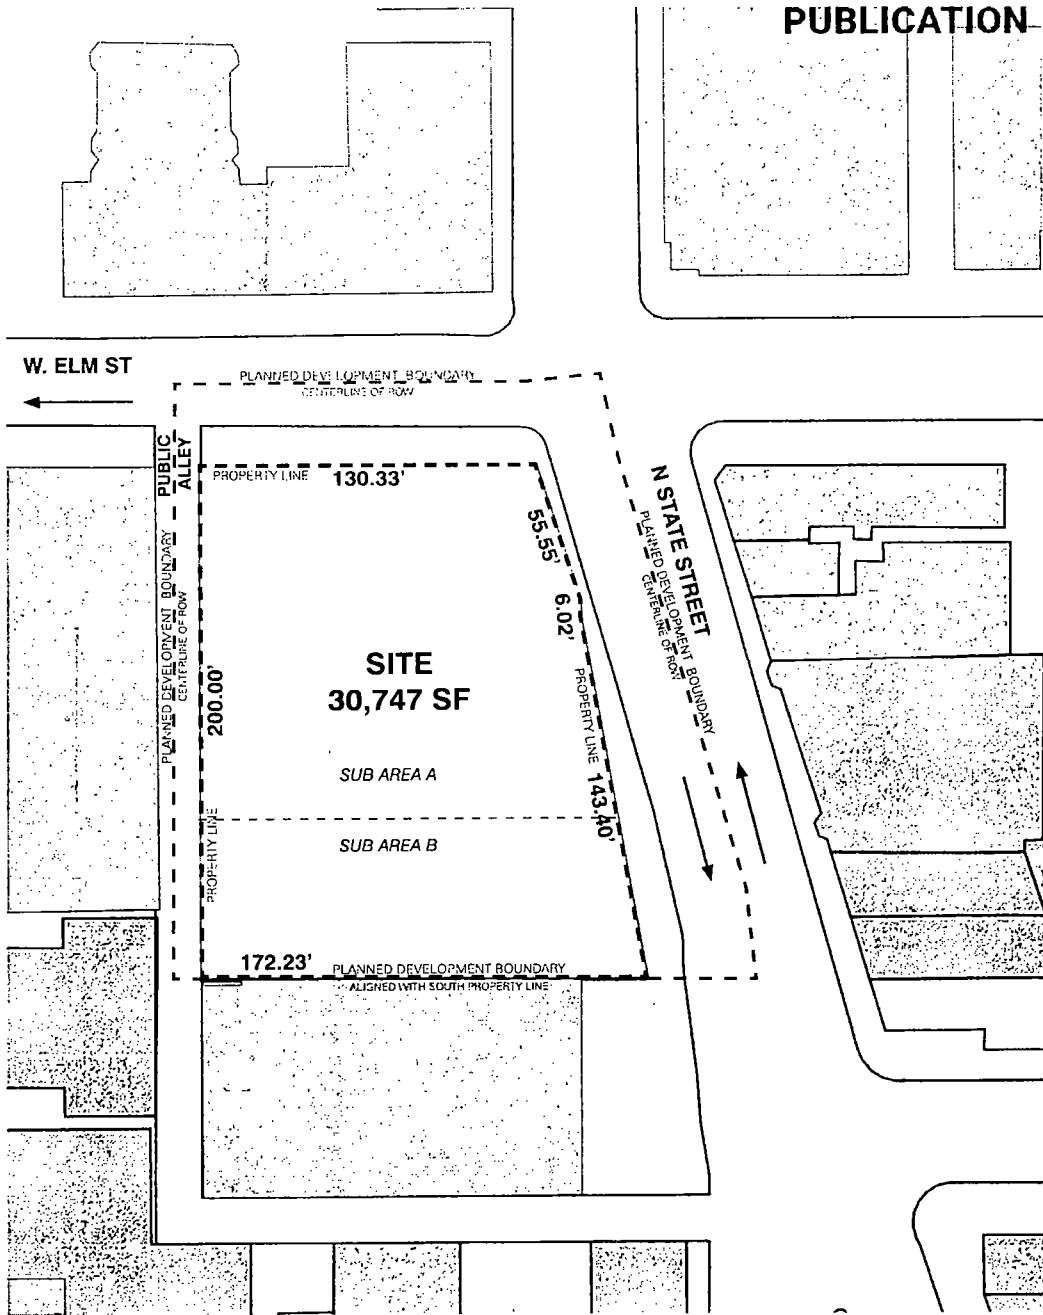 PUBLICATION
W. ELM ST
PLANNED DEVELOPMENT BOUNDARY
CENTERLINE OF ROW
PUBLIC
ALLEY
PROPERTY LINE 130.33'
N STATE STREET
PLANNED DEVELOPMENT BOUNDARY
CENTERLINE OF ROW
55.55'
6.02'
PLANNED DEVELOPMENT BOUNDARY
CENTERLINE OF ROW
200.00'
SITE
30,747 SF
PROPERTY LINE 143.40'
SUB AREA A
SUB AREA B
PROPERTY LINE
172.23' PLANNED DEVELOPMENT BOUNDARY
ALIGNED WITH SOUTH PROPERTY LINE